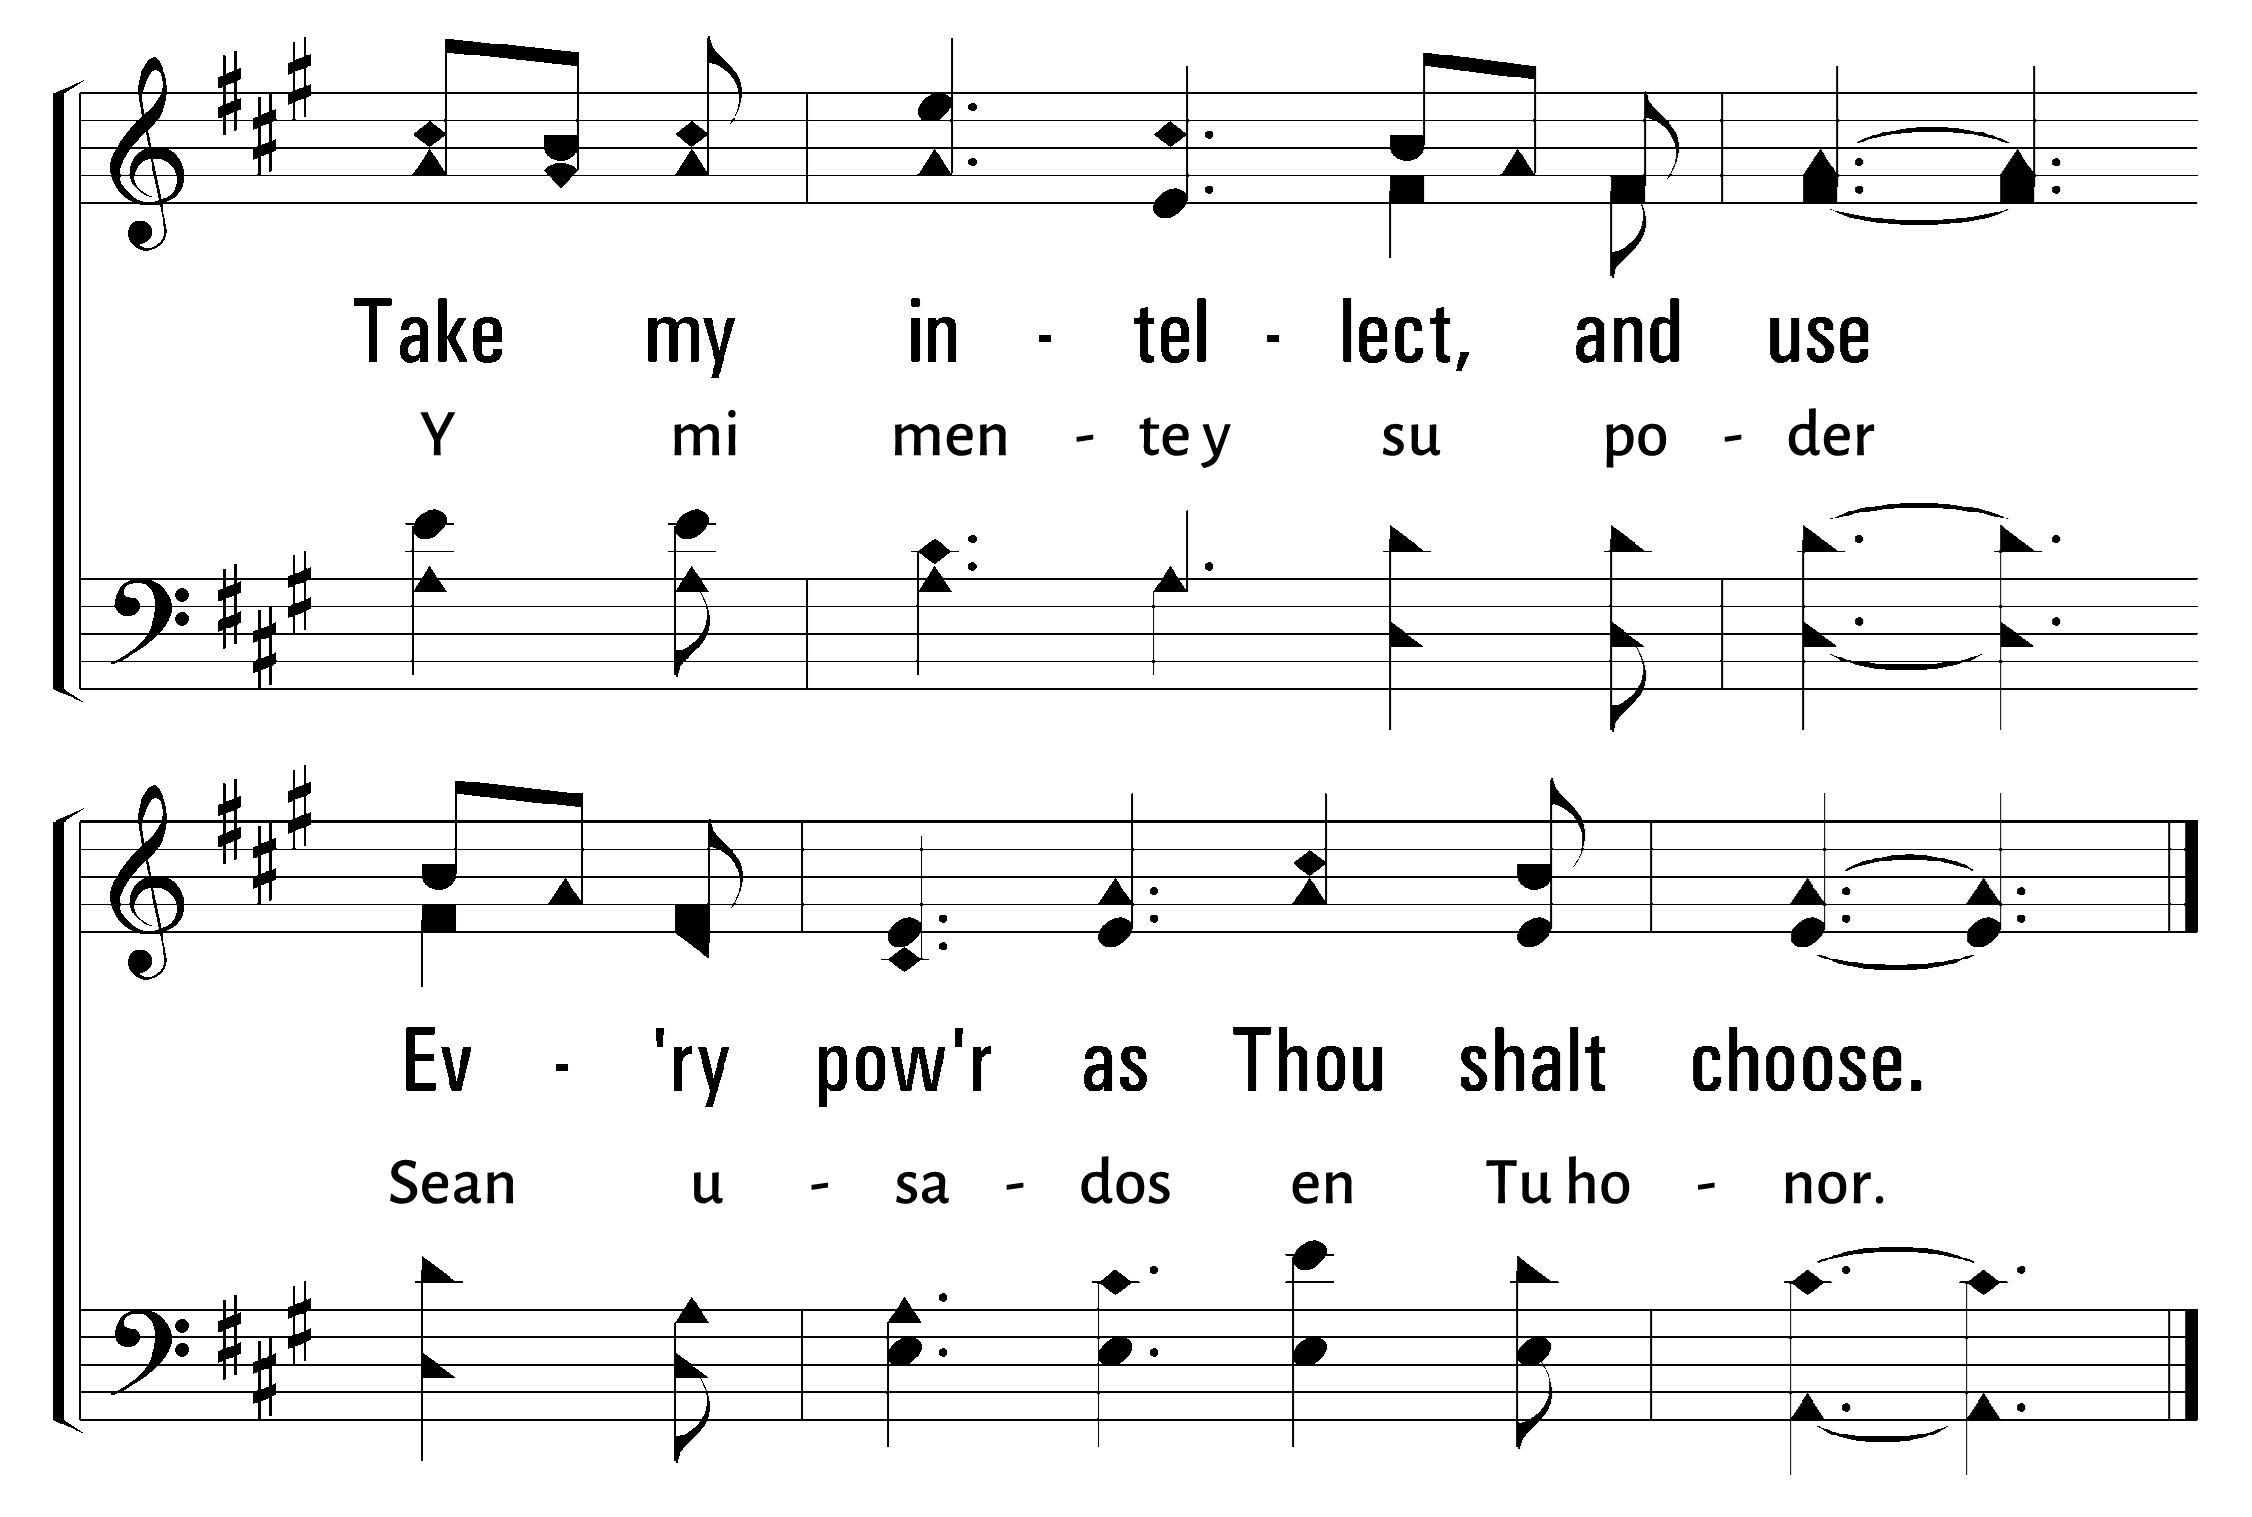 Take my in - tel - lect, and use
Y mi men - te y su po - der
Ev - 'ry pow'r as Thou shalt choose.
Sean u - sa - dos en Tu ho - nor.